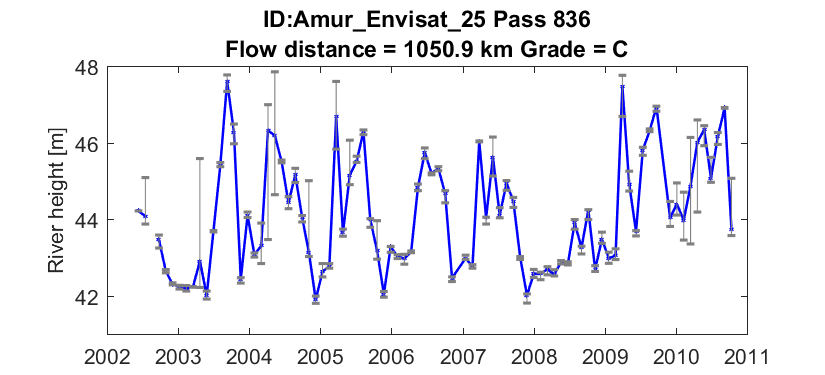 ID:Amur_Envisat_25 Pass 836
Flow distance = 1050.9 km Grade = C
River height [m]
48
46
44
42
2002 2003 2004 2005 2006 2007 2008 2009 2010 2011